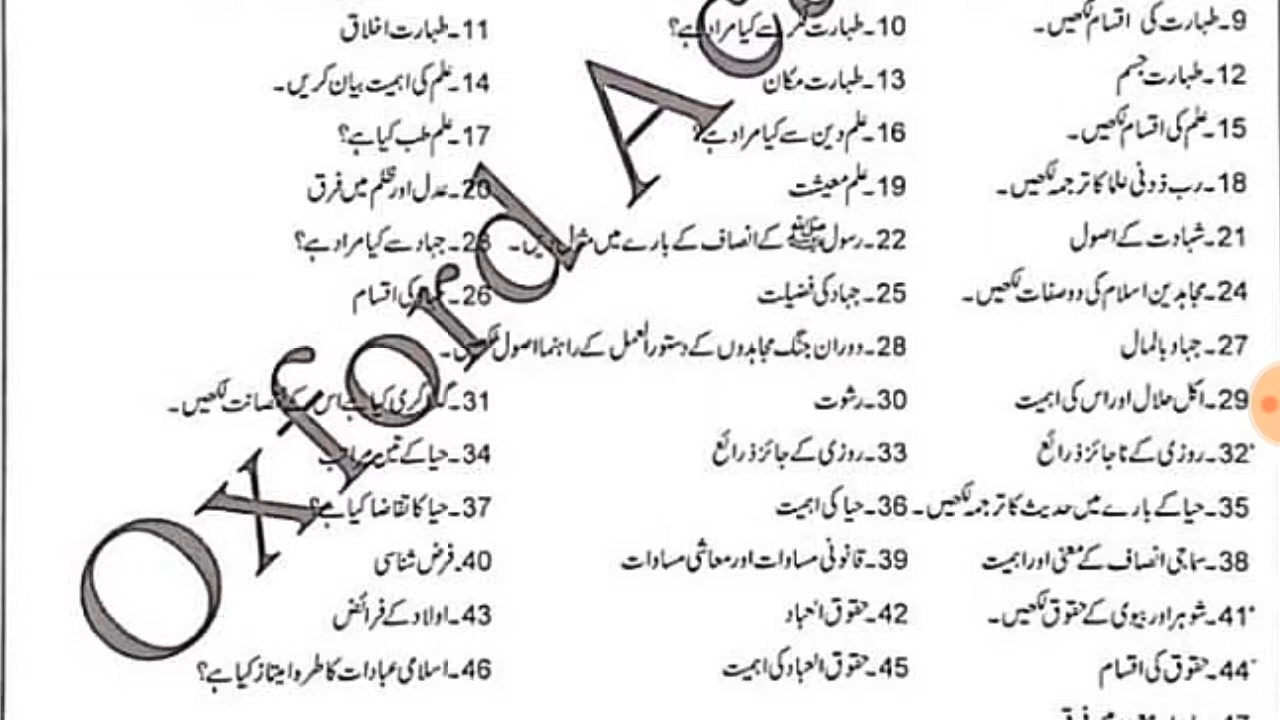 9۔طہارت کی اقسام لکھیں۔ 10۔طہارت سے کیا مراد ہے؟ 11۔طہارت اخلاق
12۔طہارت جسم 13۔طہارت مکان 14۔علم کی اہمیت بیان کریں۔
15۔علم کی اقسام لکھیں۔ 16۔علم دین سے کیا مراد ہے؟ 17۔علم طب کیا ہے؟
18۔رب زدنی علما کا ترجمہ لکھیں۔ 19۔علم معیشت 20۔عدل اور ظلم میں فرق
21۔شہادت کے اصول 22۔رسول ﷺ کے انصاف کے بارے میں 23۔جہاد سے کیا مراد ہے؟
24۔مجاہدین اسلام کی دو صفات لکھیں۔ 25۔جہاد کی فضیلت 26۔ کی اقسام
27۔جہاد بالمال 28۔دوران جنگ مجاہدوں کے دستور العمل کے راہنما اصول لکھیں۔
29۔اکل حلال اور اس کی اہمیت 30۔رشوت 31۔گداگری کیا ہے اس کے نقصانت لکھیں۔
32۔روزی کے ناجائز ذرائع 33۔روزی کے جائز ذرائع 34۔حیا کے تین
35۔حیا کے بارے میں حدیث کا ترجمہ لکھیں۔ 36۔حیا کی اہمیت 37۔حیا کا تقاضا کیا ہے؟
38۔سماجی انصاف کے معنی اور اہمیت 39۔قانونی مساوات اور معاشی مساوات 40۔فرض شناسی
41۔شوہر اور بیوی کے حقوق لکھیں۔ 42۔حقوق العباد 43۔اولاد کے فرائض
44۔حقوق کی اقسام 45۔حقوق العباد کی اہمیت 46۔اسلامی عبادات کا طرہ امتیاز کیا ہے؟
Oxford Ac